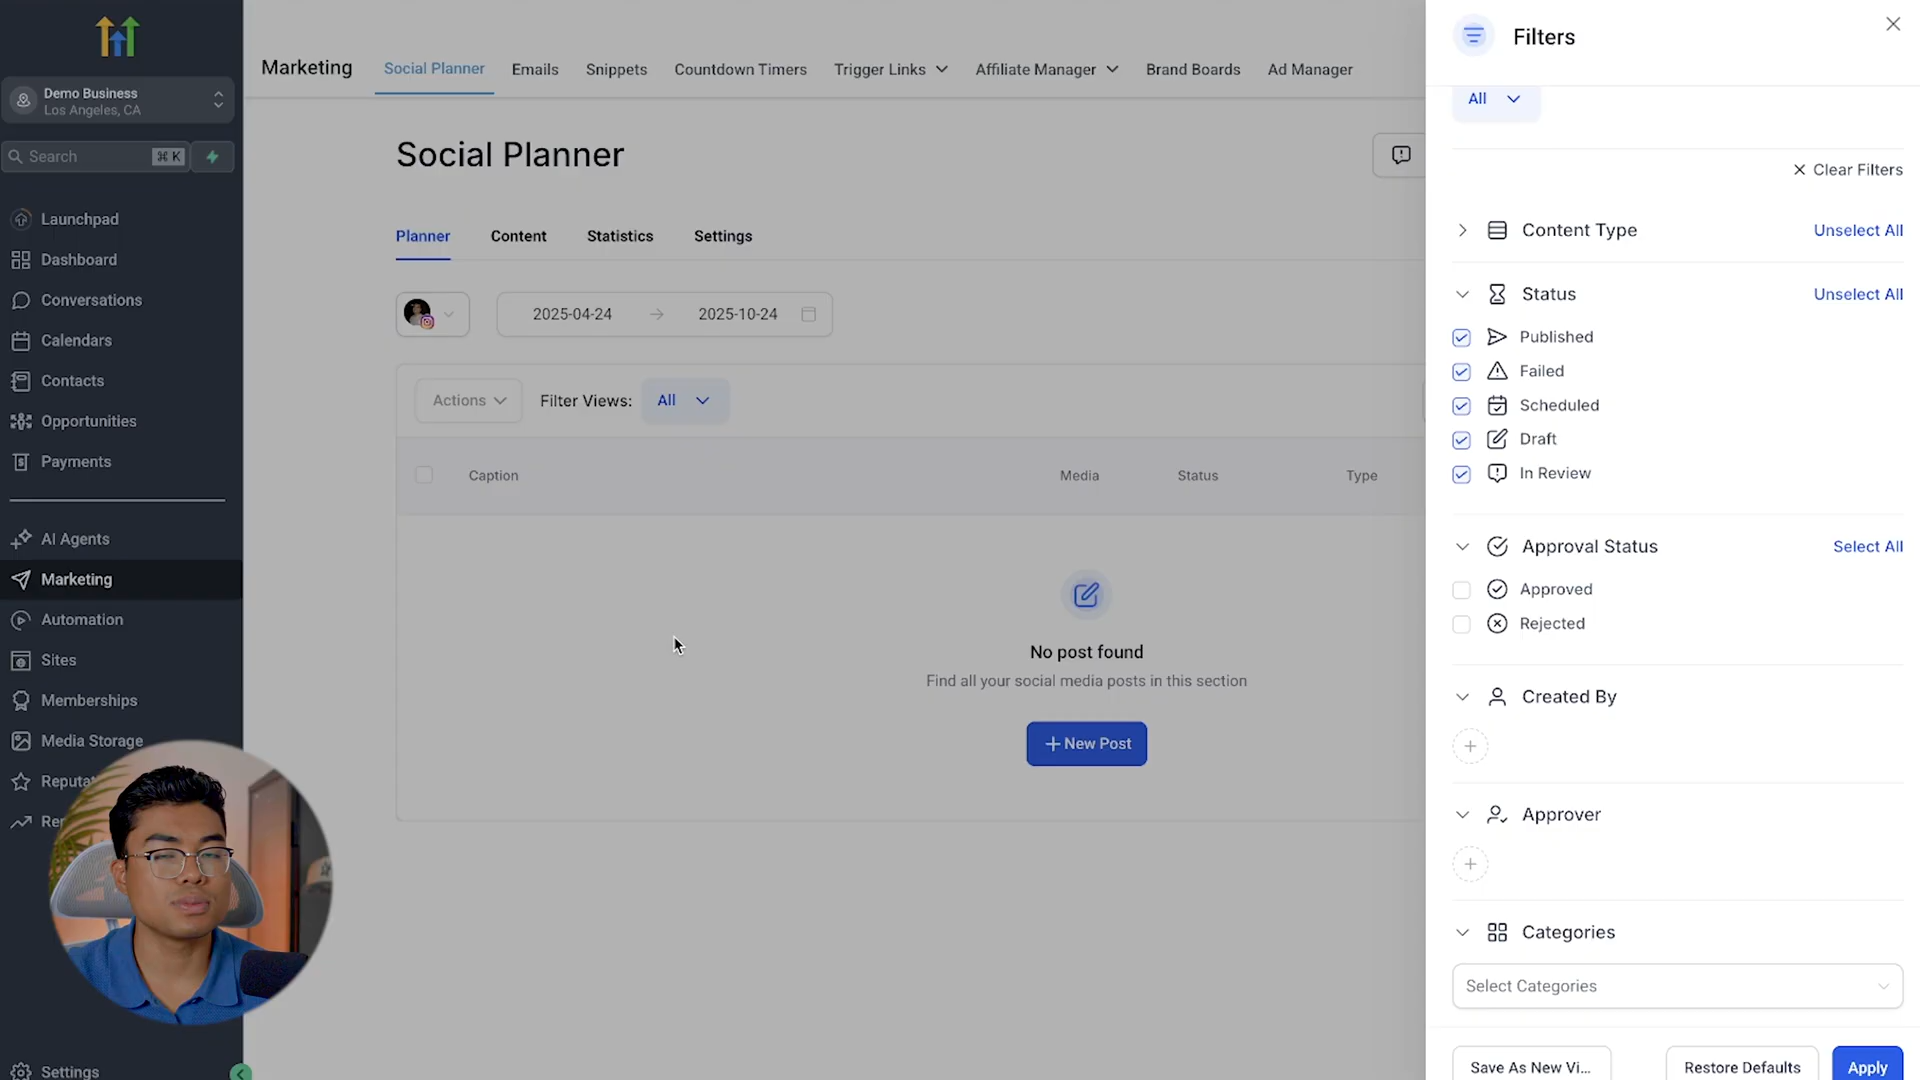 Demo Business
Los Angeles, CA
Search
⌘ K
Launchpad
Dashboard
Conversations
Calendars
Contacts
Opportunities
Payments
AI Agents
Marketing
Automation
Sites
Memberships
Media Storage
Settings
Marketing
Social Planner
Emails
Snippets
Countdown Timers
Trigger Links
Affiliate Manager
Brand Boards
Ad Manager
Social Planner
Planner
Content
Statistics
Settings
2025-04-24
2025-10-24
Actions
Filter Views:
All
Caption
Media
Status
Type
No post found
Find all your social media posts in this section
+ New Post
Filters
All
Clear Filters
Content Type
Unselect All
Status
Unselect All
Published
Failed
Scheduled
Draft
In Review
Approval Status
Select All
Approved
Rejected
Created By
Approver
Categories
Select Categories
Save As New Vi...
Restore Defaults
Apply